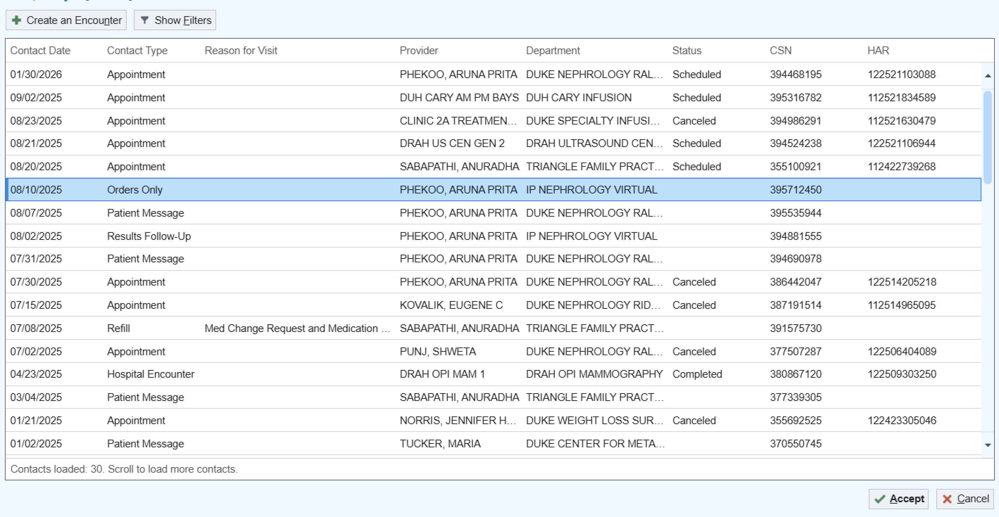 Create an Encounter Show Filters
Contact Date Contact Type Reason for Visit Provider Department Status CSN HAR
01/30/2026 Appointment PHEKOO, ARUNA PRITA DUKE NEPHROLOGY RAL... Scheduled 394468195 122521103088
09/02/2025 Appointment DUH CARY AM PM BAYS DUH CARY INFUSION Scheduled 395316782 112521834589
08/23/2025 Appointment CLINIC 2A TREATMEN... DUKE SPECIALTY INFUSI... Canceled 394986291 112521630479
08/21/2025 Appointment DRAH US CEN GEN 2 DRAH ULTRASOUND CEN... Scheduled 394524238 122521106944
08/20/2025 Appointment SABAPATHI, ANURADHA TRIANGLE FAMILY PRACT... Scheduled 355100921 112422739268
08/10/2025 Orders Only PHEKOO, ARUNA PRITA IP NEPHROLOGY VIRTUAL 395712450
08/07/2025 Patient Message PHEKOO, ARUNA PRITA DUKE NEPHROLOGY RAL... 395535944
08/02/2025 Results Follow-Up PHEKOO, ARUNA PRITA IP NEPHROLOGY VIRTUAL 394881555
07/31/2025 Patient Message PHEKOO, ARUNA PRITA DUKE NEPHROLOGY RAL... 394690978
07/30/2025 Appointment PHEKOO, ARUNA PRITA DUKE NEPHROLOGY RAL... Canceled 386442047 122514205218
07/15/2025 Appointment KOVALIK, EUGENE C DUKE NEPHROLOGY RID... Canceled 387191514 112514965095
07/08/2025 Refill Med Change Request and Medication ... SABAPATHI, ANURADHA TRIANGLE FAMILY PRACT... 391575730
07/02/2025 Appointment PUNJ, SHWETA DUKE NEPHROLOGY RAL... Canceled 377507287 122506404089
04/23/2025 Hospital Encounter DRAH OPI MAM 1 DRAH OPI MAMMOGRAPHY Completed 380867120 122509303250
03/04/2025 Patient Message SABAPATHI, ANURADHA TRIANGLE FAMILY PRACT... 377339305
01/21/2025 Appointment NORRIS, JENNIFER H... DUKE WEIGHT LOSS SUR... Canceled 355692525 122423305046
01/02/2025 Patient Message TUCKER, MARIA DUKE CENTER FOR META... 370550745
Contacts loaded: 30. Scroll to load more contacts.
Accept Cancel